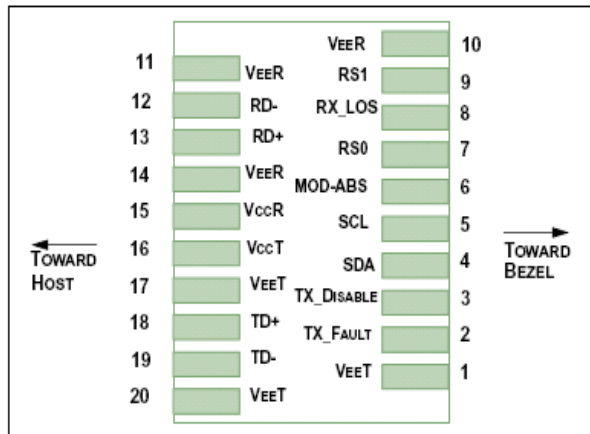 VEER 10
11 VEER RS1 9
12 RD- RX_LOS 8
13 RD+ RS0 7
14 VEER MOD-ABS 6
15 VCCR SCL 5
16 VCCT SDA 4
TOWARD HOST
TOWARD BEZEL
17 VEET TX_DISABLE 3
18 TD+ TX_FAULT 2
19 TD- VEET 1
20 VEET